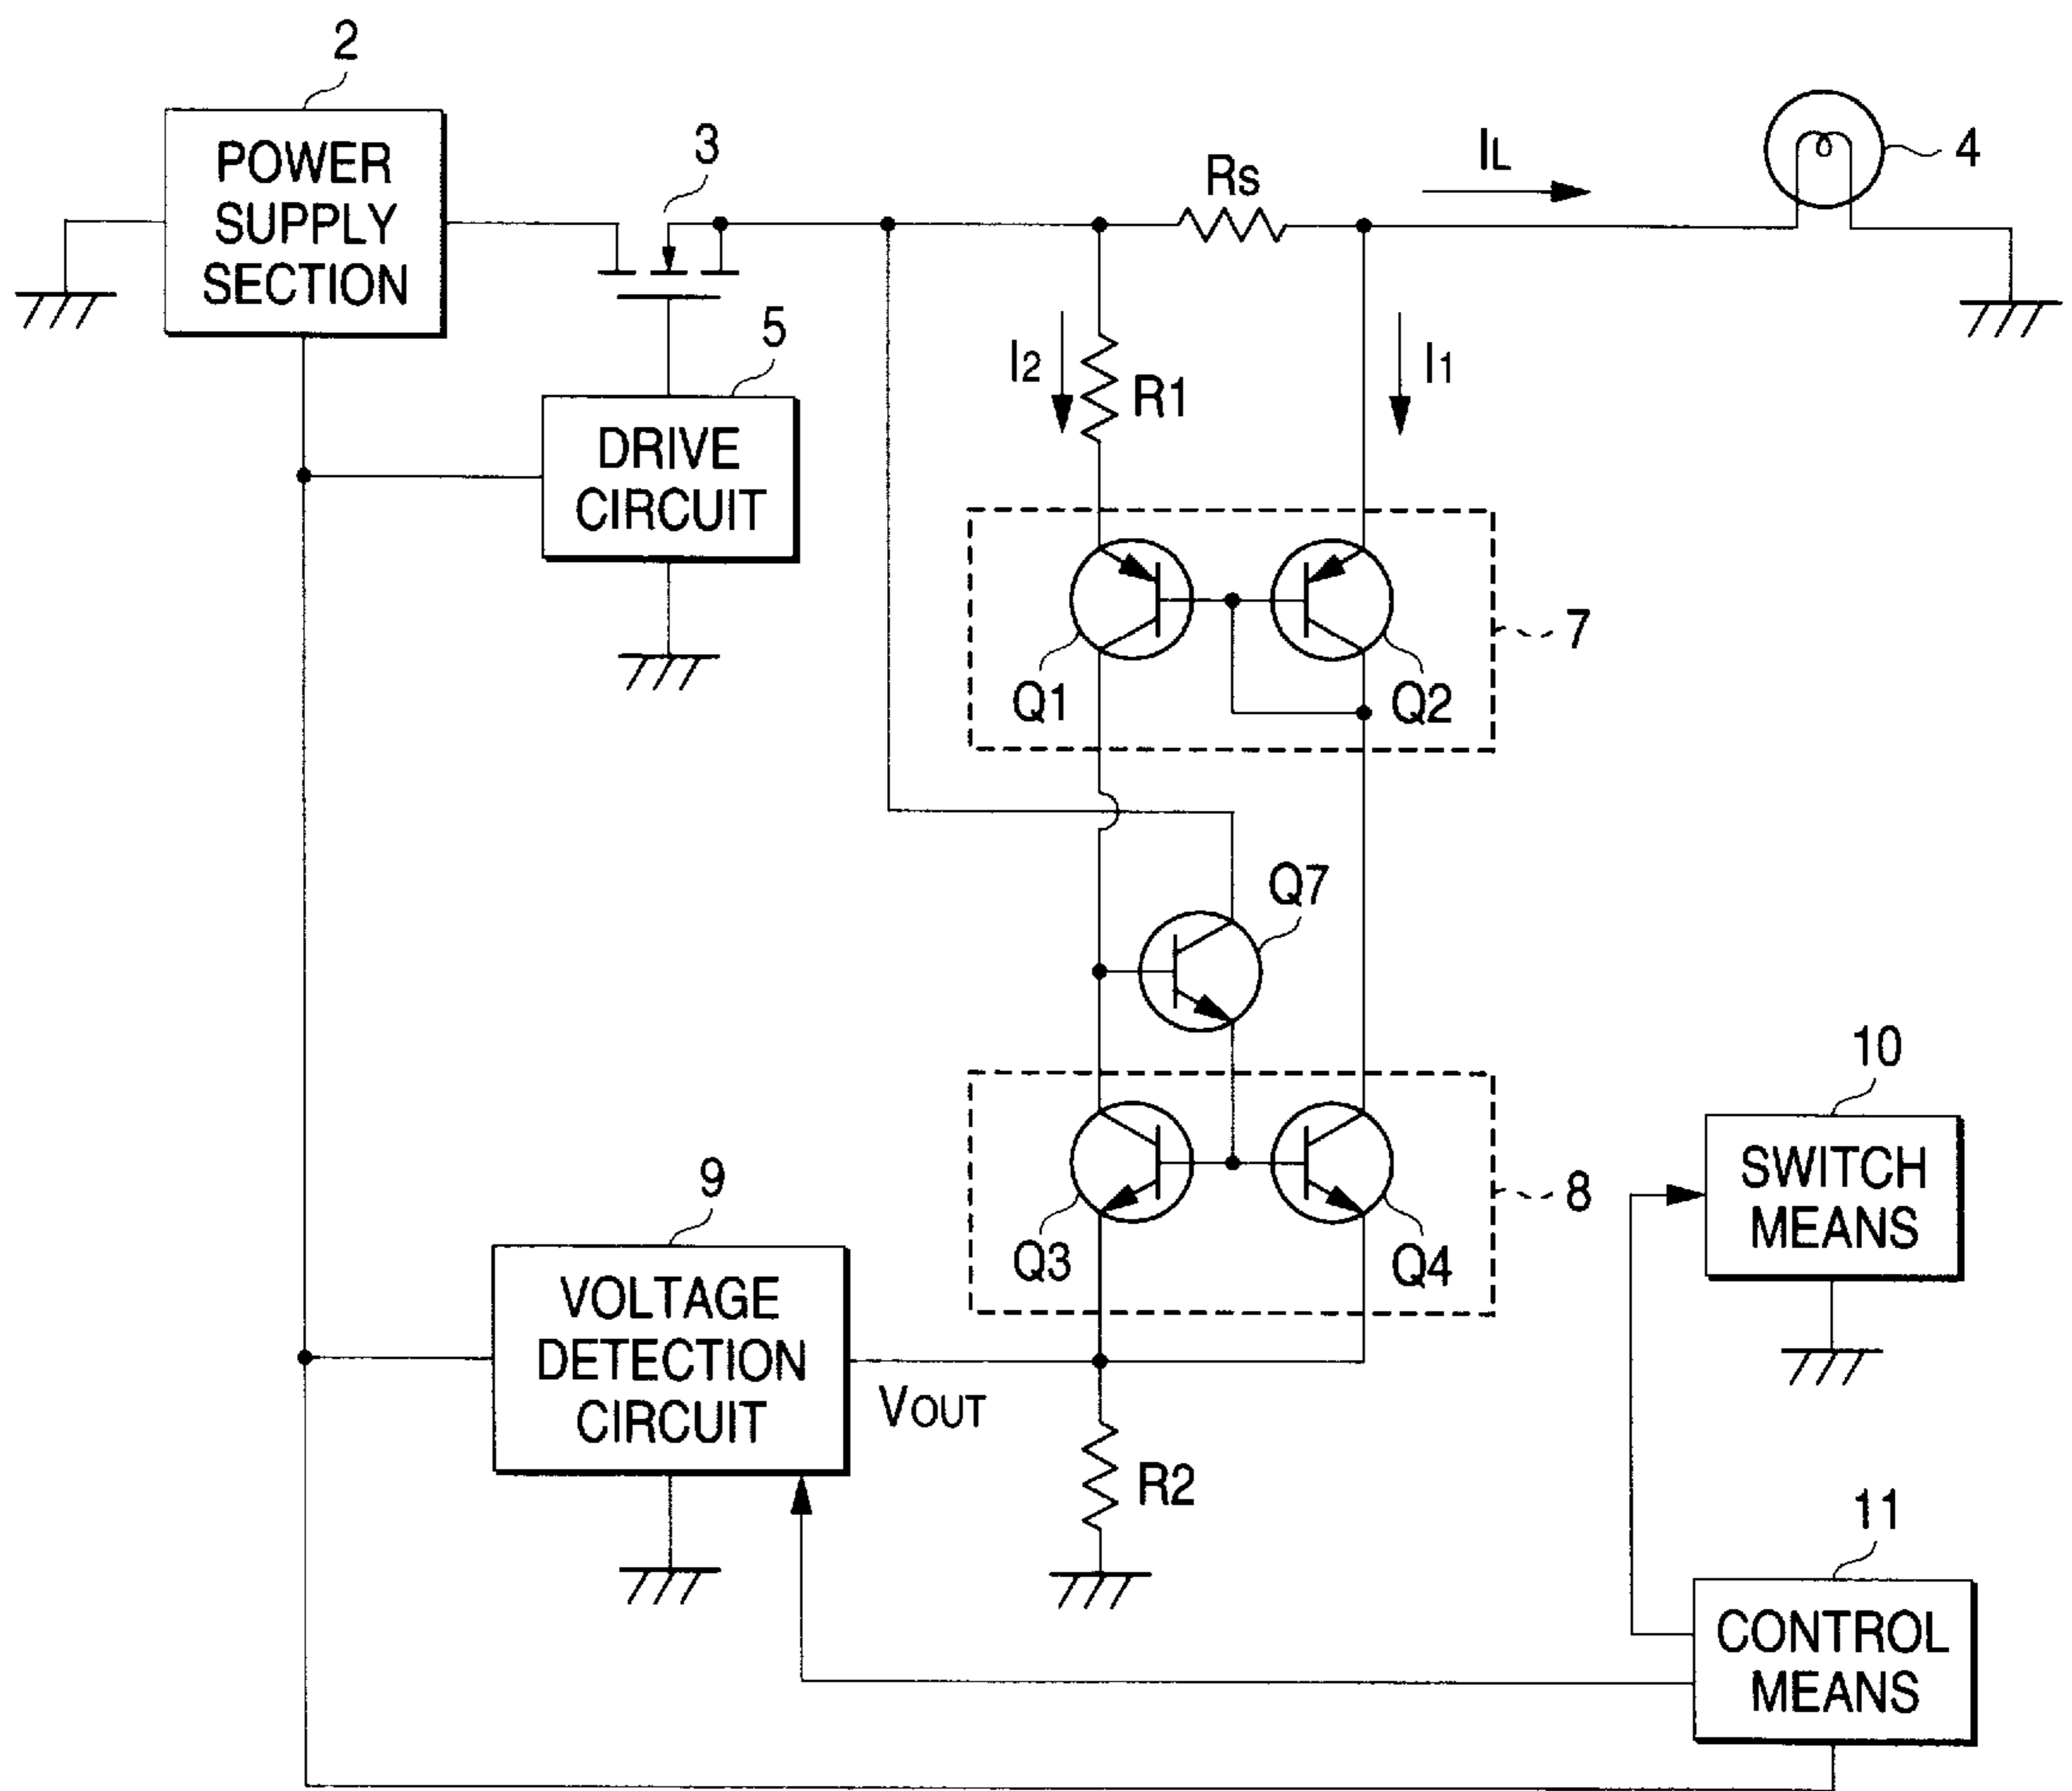 2
POWER
SUPPLY
SECTION
3
Rs
IL
4
5
DRIVE
CIRCUIT
I2
R1
I1
7
Q1
Q2
Q7
10
SWITCH
MEANS
8
9
VOLTAGE
DETECTION
CIRCUIT
Q3
Q4
VOUT
R2
11
CONTROL
MEANS